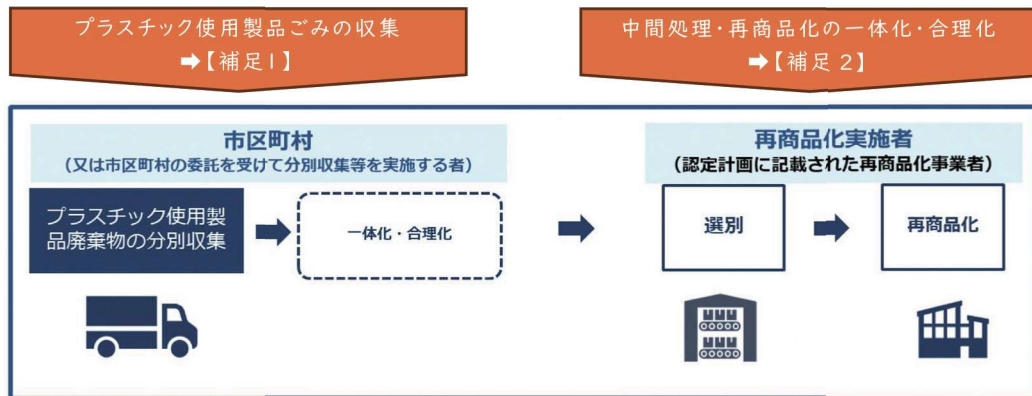 プラスチック使用製品ごみの収集
➡【補足1】
中間処理・再商品化の一体化・合理化
➡【補足2】
市区町村
(又は市区町村の委託を受けて分別収集等を実施する者)
再商品化実施者
(認定計画に記載された再商品化事業者)
プラスチック使用製
品廃棄物の分別収集
一体化・合理化
選別
再商品化